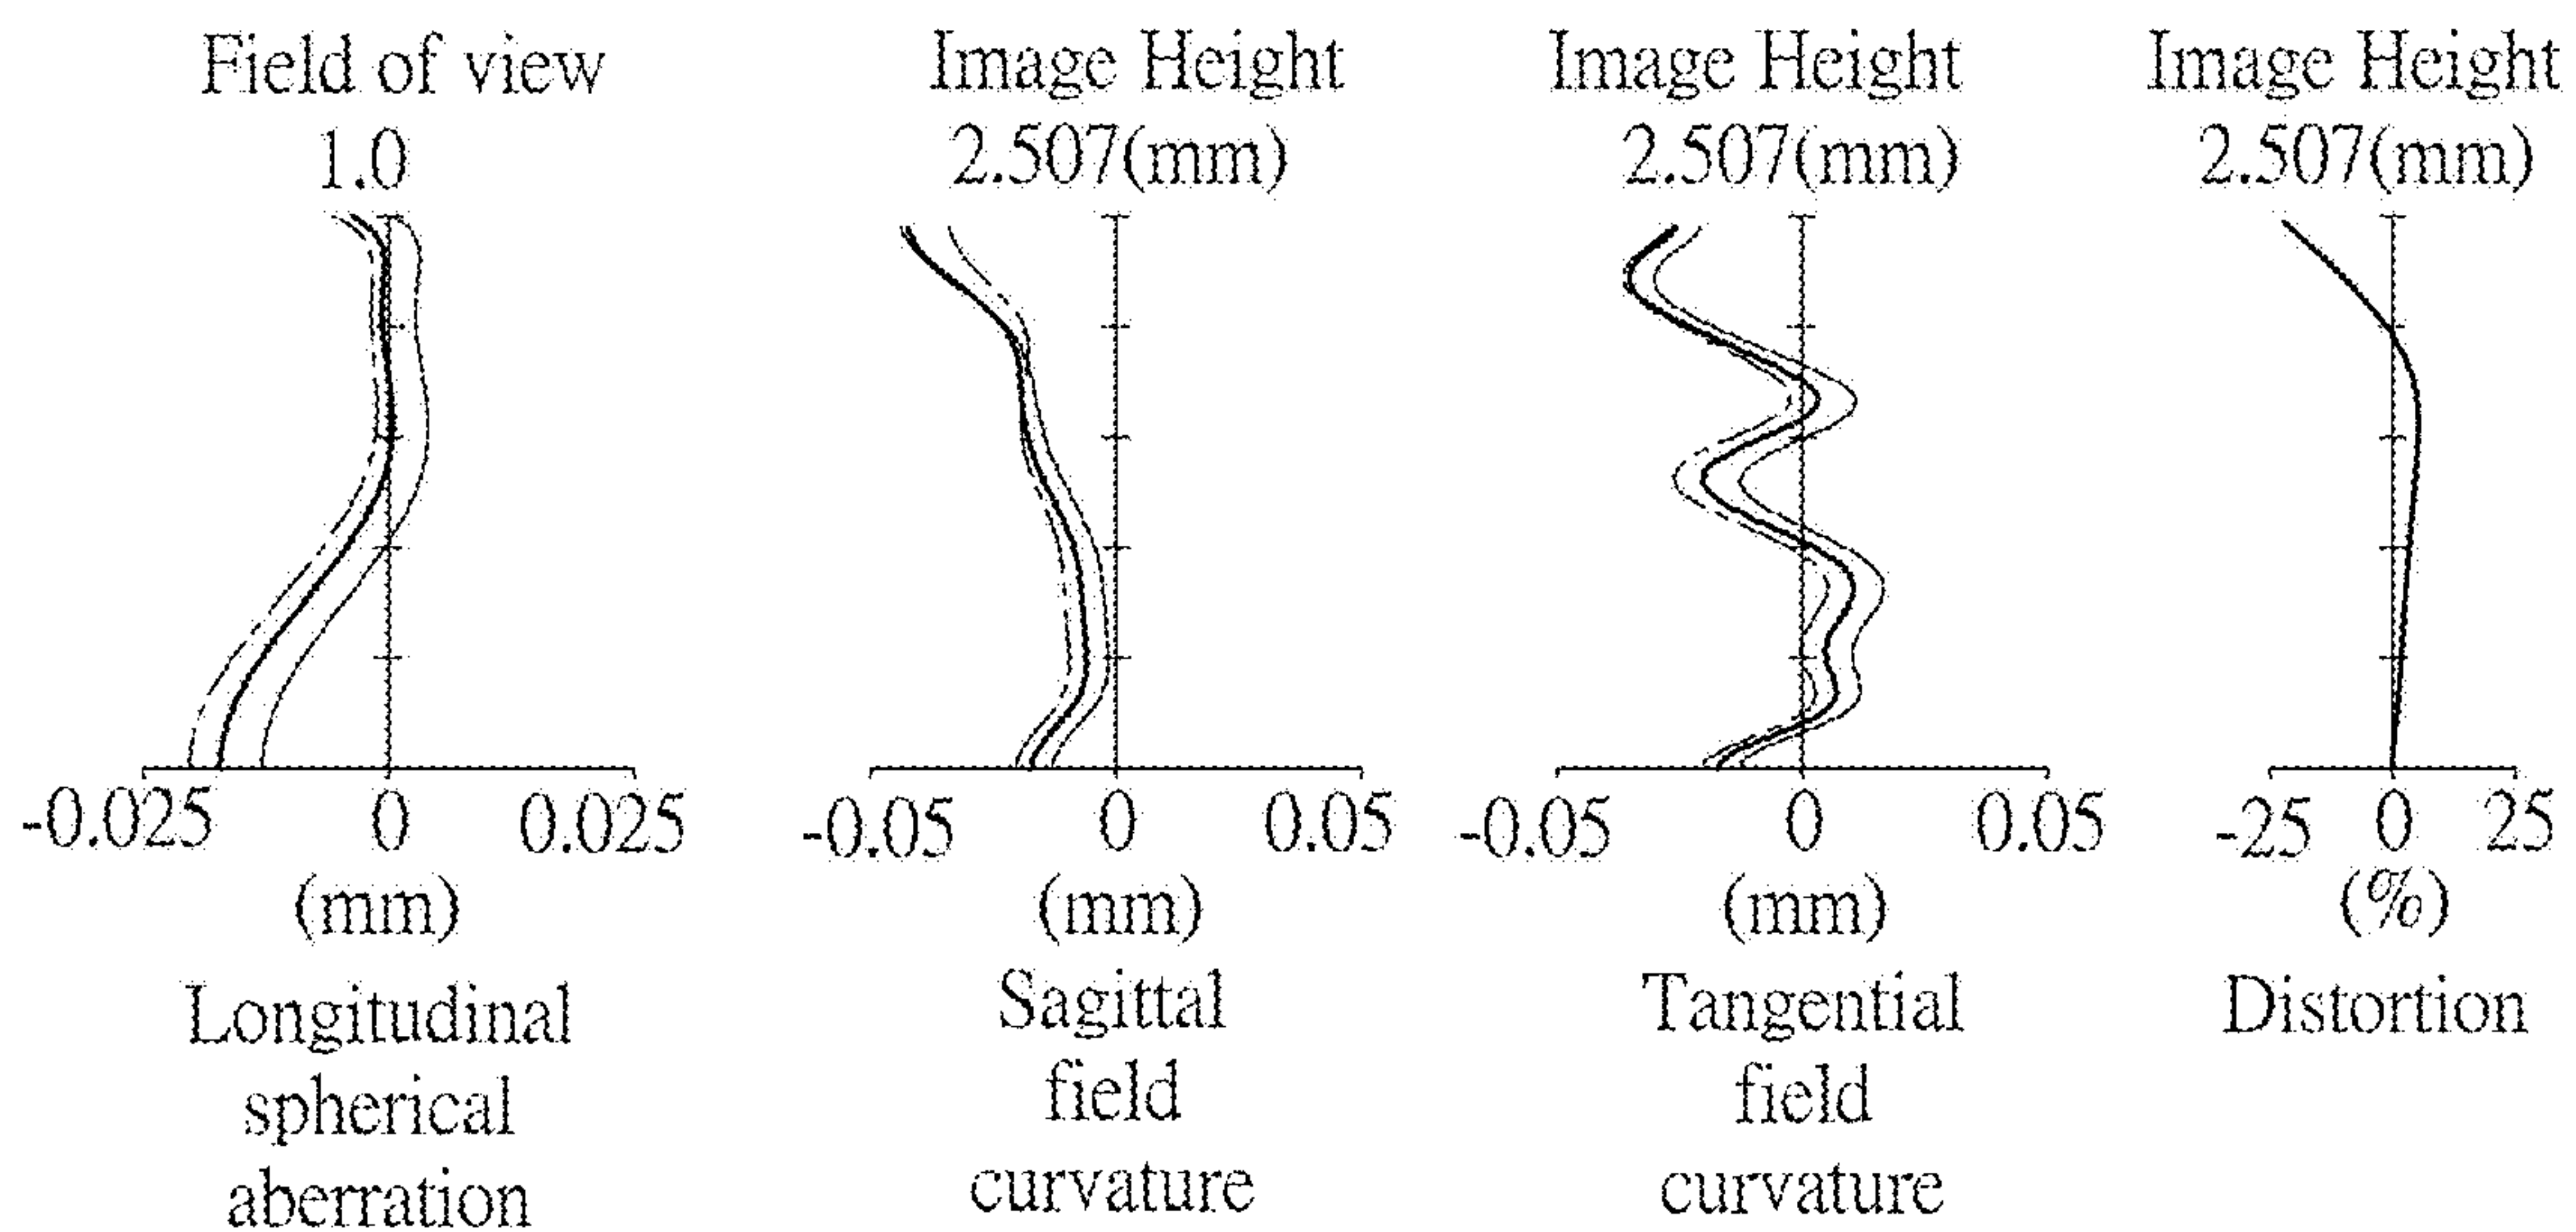 Field of view
1.0
-0.025 0 0.025
(mm)
Longitudinal
spherical
aberration
Image Height
2.507(mm)
-0.05 0 0.05
(mm)
Sagittal
field
curvature
Image Height
2.507(mm)
-0.05 0 0.05
(mm)
Tangential
field
curvature
Image Height
2.507(mm)
-25 0 25
(%)
Distortion